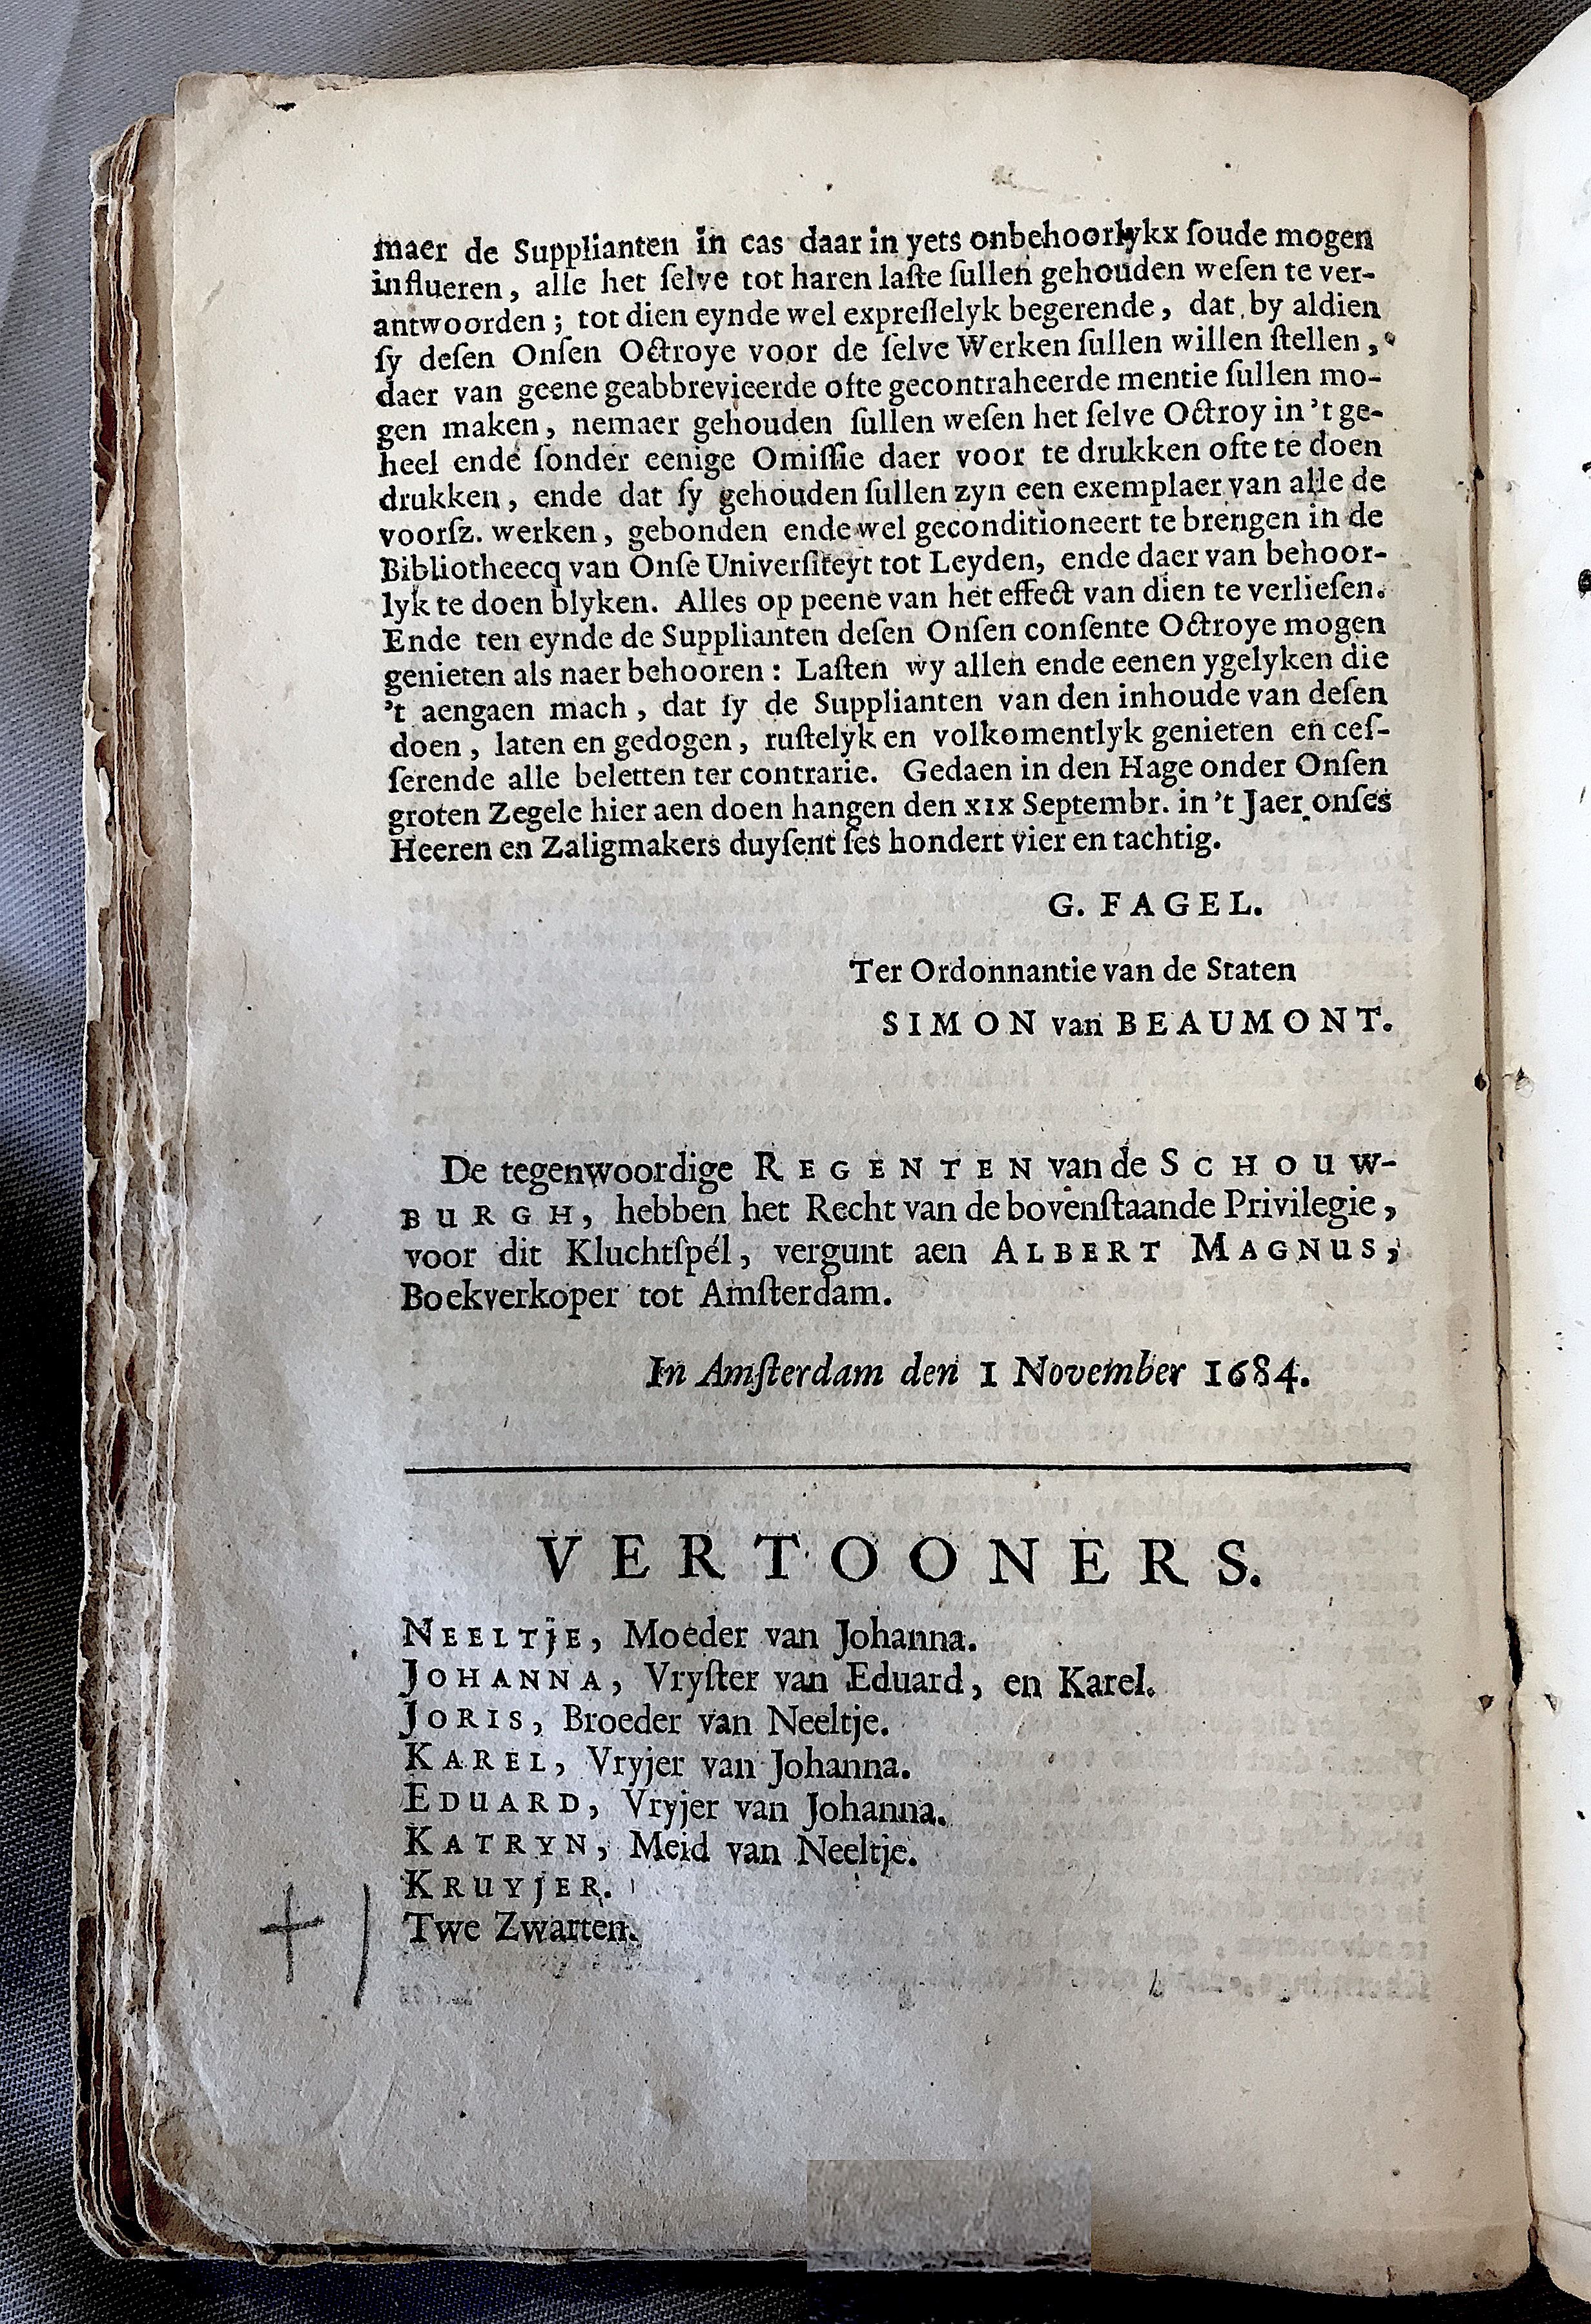 maer de Supplianten in cas daar in yets onbehoorlykx ſoude mogen
influeren, alle het ſelve tot haren laſte ſullen gehouden weſen te ver-
antwoorden; tot dien eynde wel expreſſelyk begerende, dat by aldien
ſy deſen Onſen Octroye voor de ſelve Werken ſullen willen ſtellen,
daer van geene geabbrevieerde ofte gecontraheerde mentie ſullen mo-
gen maken, nemaer gehouden ſullen weſen het ſelve Octroy in 't ge-
heel ende ſonder eenige Omiſſie daer voor te drukken ofte te doen
drukken, ende dat ſy gehouden ſullen zyn een exemplaer van alle de
voorſz. werken, gebonden ende wel geconditioneert te brengen in de
Bibliotheecq van Onſe Univerſiteyt tot Leyden, ende daer van behoor-
lyk te doen blyken. Alles op peene van het effect van dien te verlieſen.
Ende ten eynde de Supplianten deſen Onſen conſente Octroye mogen
genieten als naer behooren: Laſten wy allen ende eenen ygelyken die
't aengaen mach, dat ſy de Supplianten van den inhoude van deſen
doen, laten en gedogen, ruſtelyk en volkomentlyk genieten en ceſ-
ſerende alle beletten ter contrarie. Gedaen in den Hage onder Onſen
groten Zegele hier aen doen hangen den XIX Septembr. in 't Jaer onſes
Heeren en Zaligmakers duyſent ſes hondert vier en tachtig.
G. FAGEL.
Ter Ordonnantie van de Staten
SIMON van BEAUMONT.
De tegenwoordige REGENTEN van de SCHOUW-
BURGH, hebben het Recht van de bovenſtaande Privilegie,
voor dit Kluchtſpél, vergunt aen ALBERT MAGNUS,
Boekverkoper tot Amſterdam.
In Amſterdam den 1 November 1684.
VERTOONERS.
NEELTJE, Moeder van Johanna.
JOHANNA, Vryſter van Eduard, en Karel.
JORIS, Broeder van Neeltje.
KAREL, Vryjer van Johanna.
EDUARD, Vryjer van Johanna.
KATRYN, Meid van Neeltje.
KRUYJER.
Twe Zwarten.